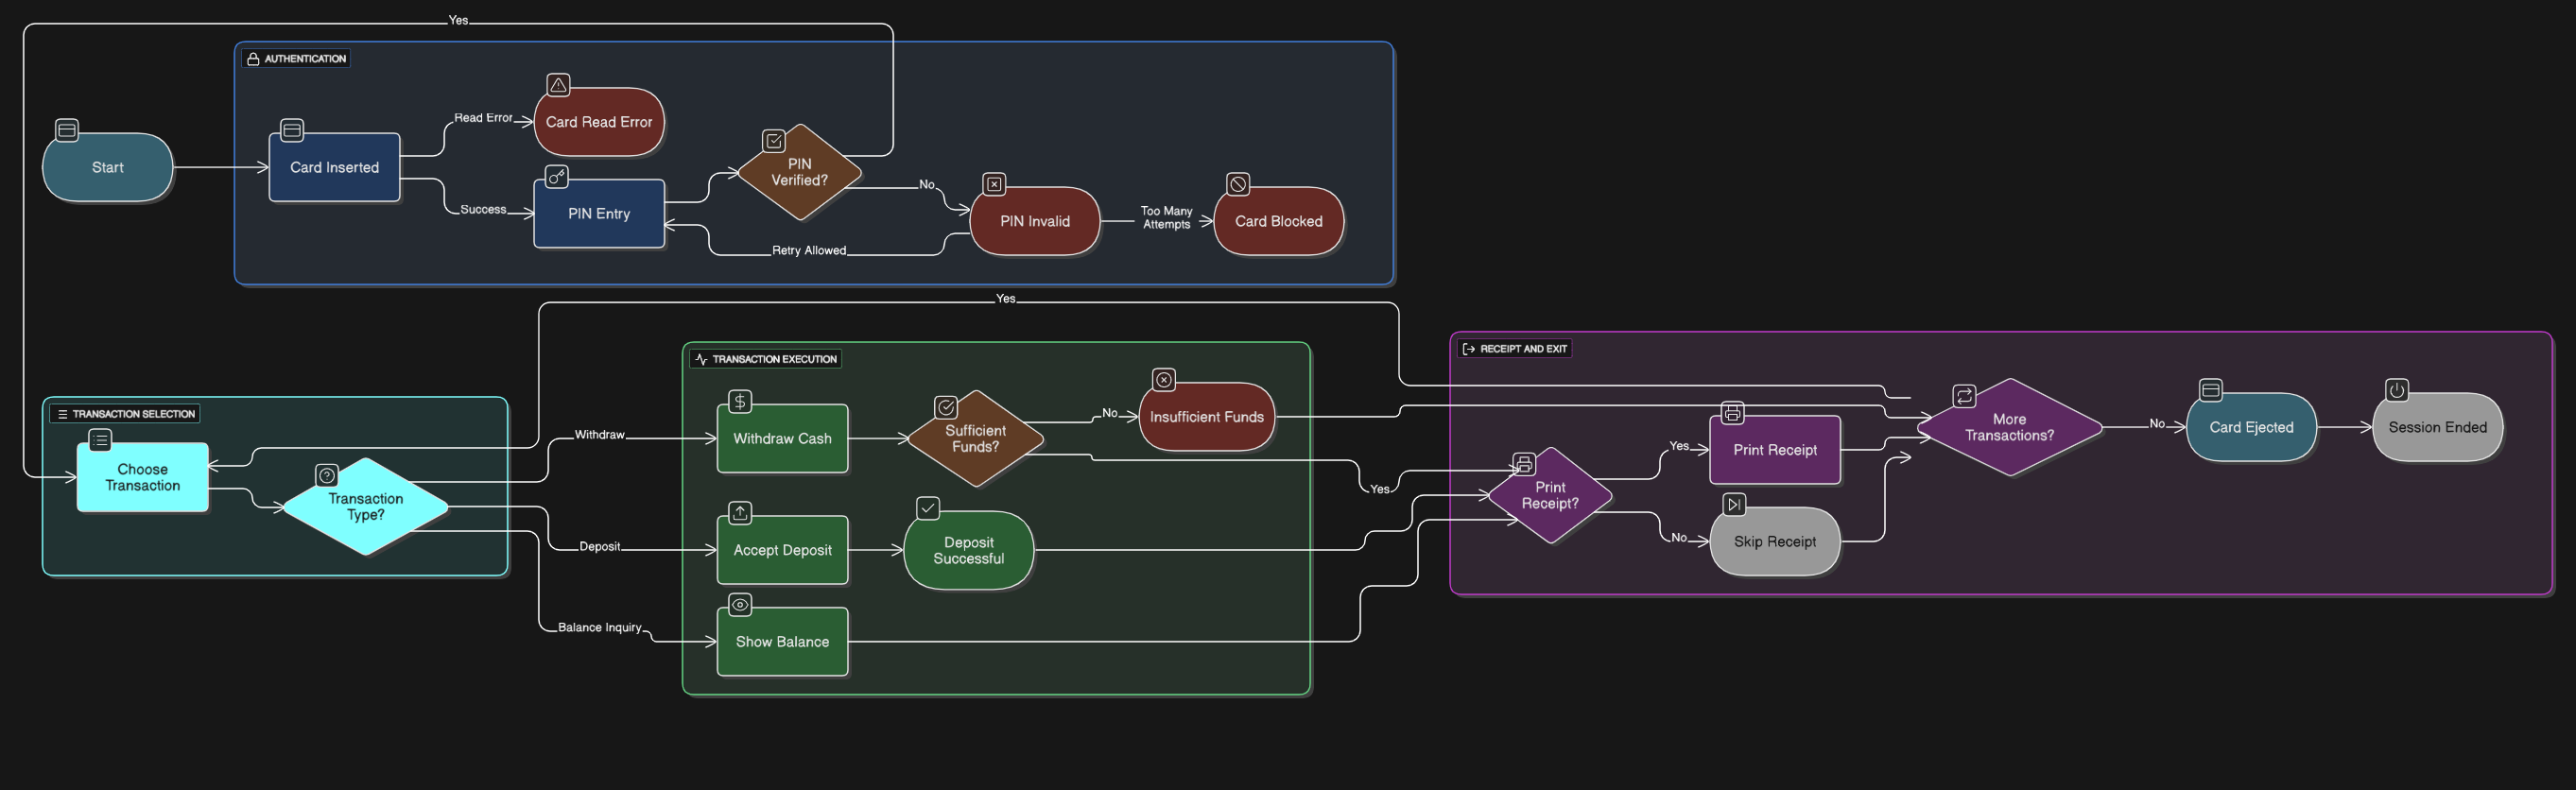 Yes
AUTHENTICATION
Start
Card Inserted
Read Error
Card Read Error
Success
PIN Entry
PIN
Verified?
No
PIN Invalid
Retry Allowed
Too Many
Attempts
Card Blocked
Yes
TRANSACTION SELECTION
Choose
Transaction
Transaction
Type?
Withdraw
Deposit
Balance Inquiry
TRANSACTION EXECUTION
Withdraw Cash
Sufficient
Funds?
No
Insufficient Funds
Yes
Accept Deposit
Deposit
Successful
Show Balance
RECEIPT AND EXIT
Print
Receipt?
Yes
Print Receipt
No
Skip Receipt
More
Transactions?
No
Card Ejected
Session Ended